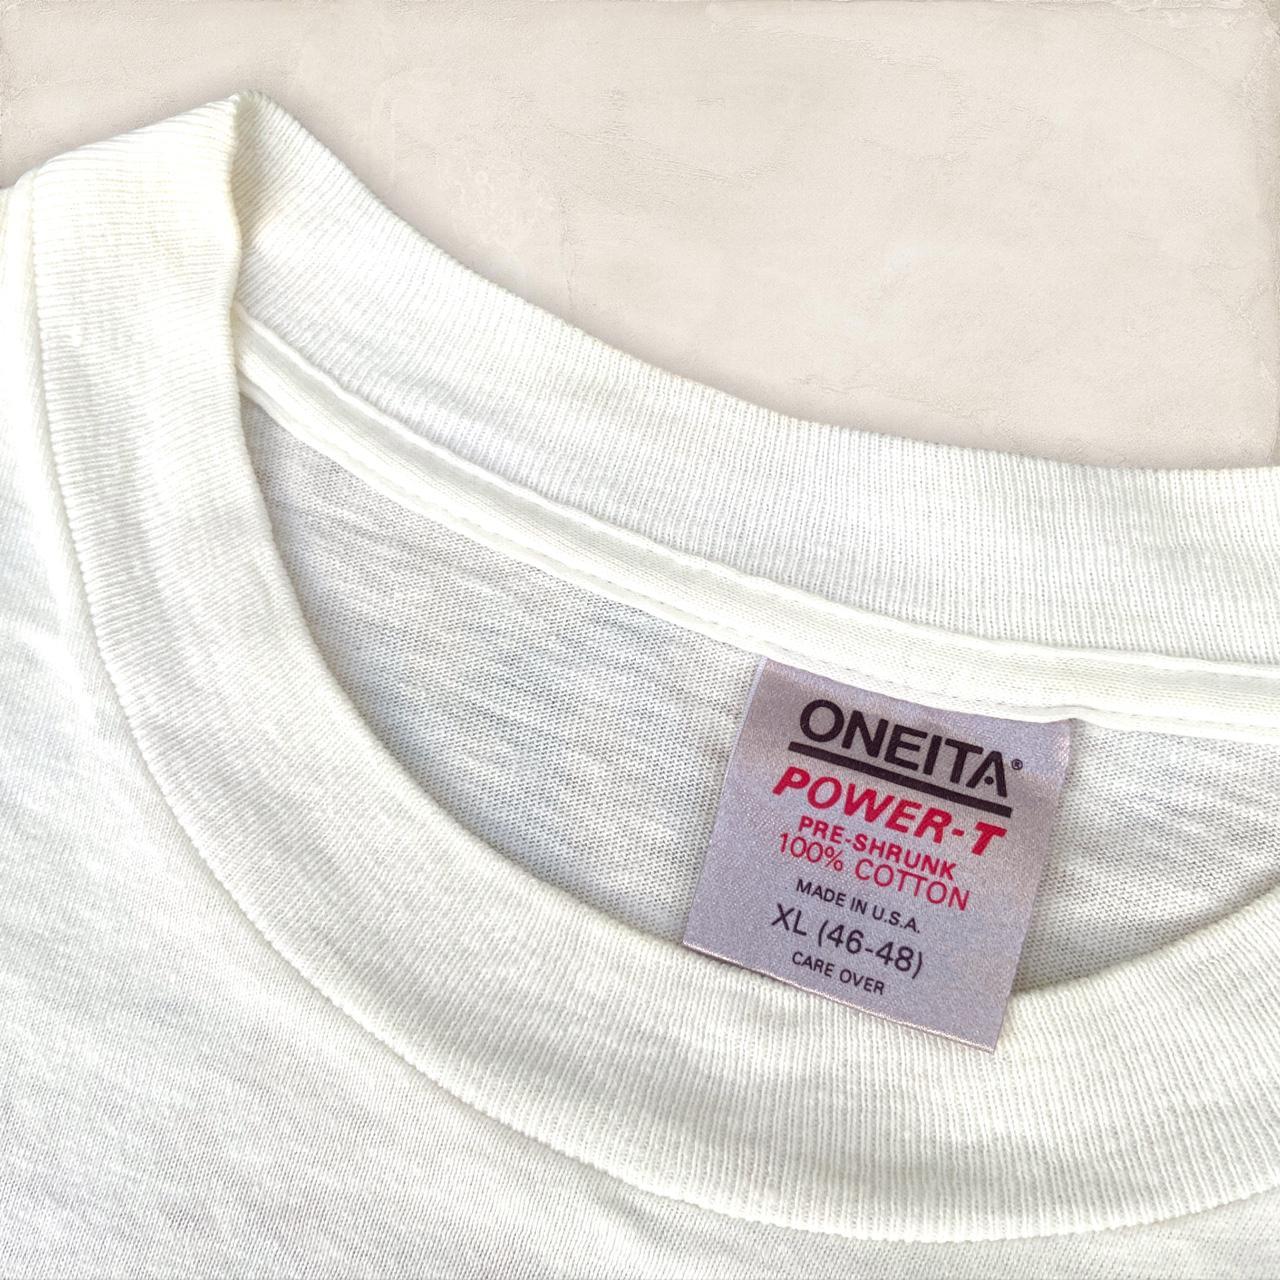 ONEITA®
POWER-T
PRE-SHRUNK
100% COTTON
MADE IN U.S.A.
XL (46-48)
CARE OVER